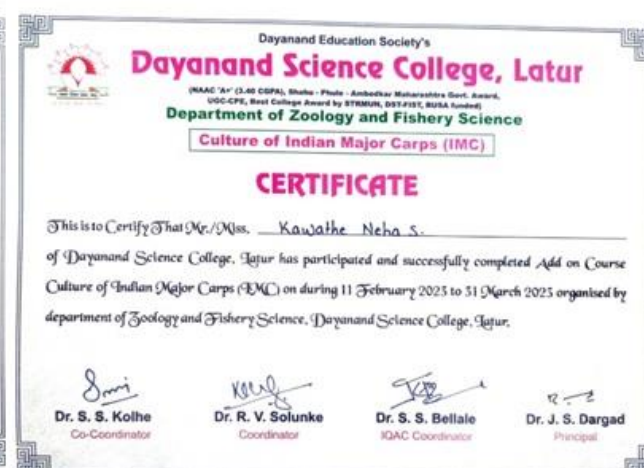 Dayanand Education Society's
Dayanand Science College, Latur
(NAAC 'A+' (3.40 CGPA), Shahu - Phule - Ambedkar Maharashtra Govt. Award,
UGC-CPE, Best College Award by STRMUN, DST-FIST, RUSA funded)
Department of Zoology and Fishery Science
Culture of Indian Major Carps (IMC)
CERTIFICATE
This is to Certify That Mr./Miss. Kawathe Neha S.
of Dayanand Science College, Latur has participated and successfully completed Add on Course
Culture of Indian Major Carps (IMC) on during 11 February 2023 to 31 March 2023 organised by
department of Zoology and Fishery Science, Dayanand Science College, Latur.
Dr. S. S. Kolhe Dr. R. V. Solunke Dr. S. S. Bellale Dr. J. S. Dargad
Co-Coordinator Coordinator IQAC Coordinator Principal